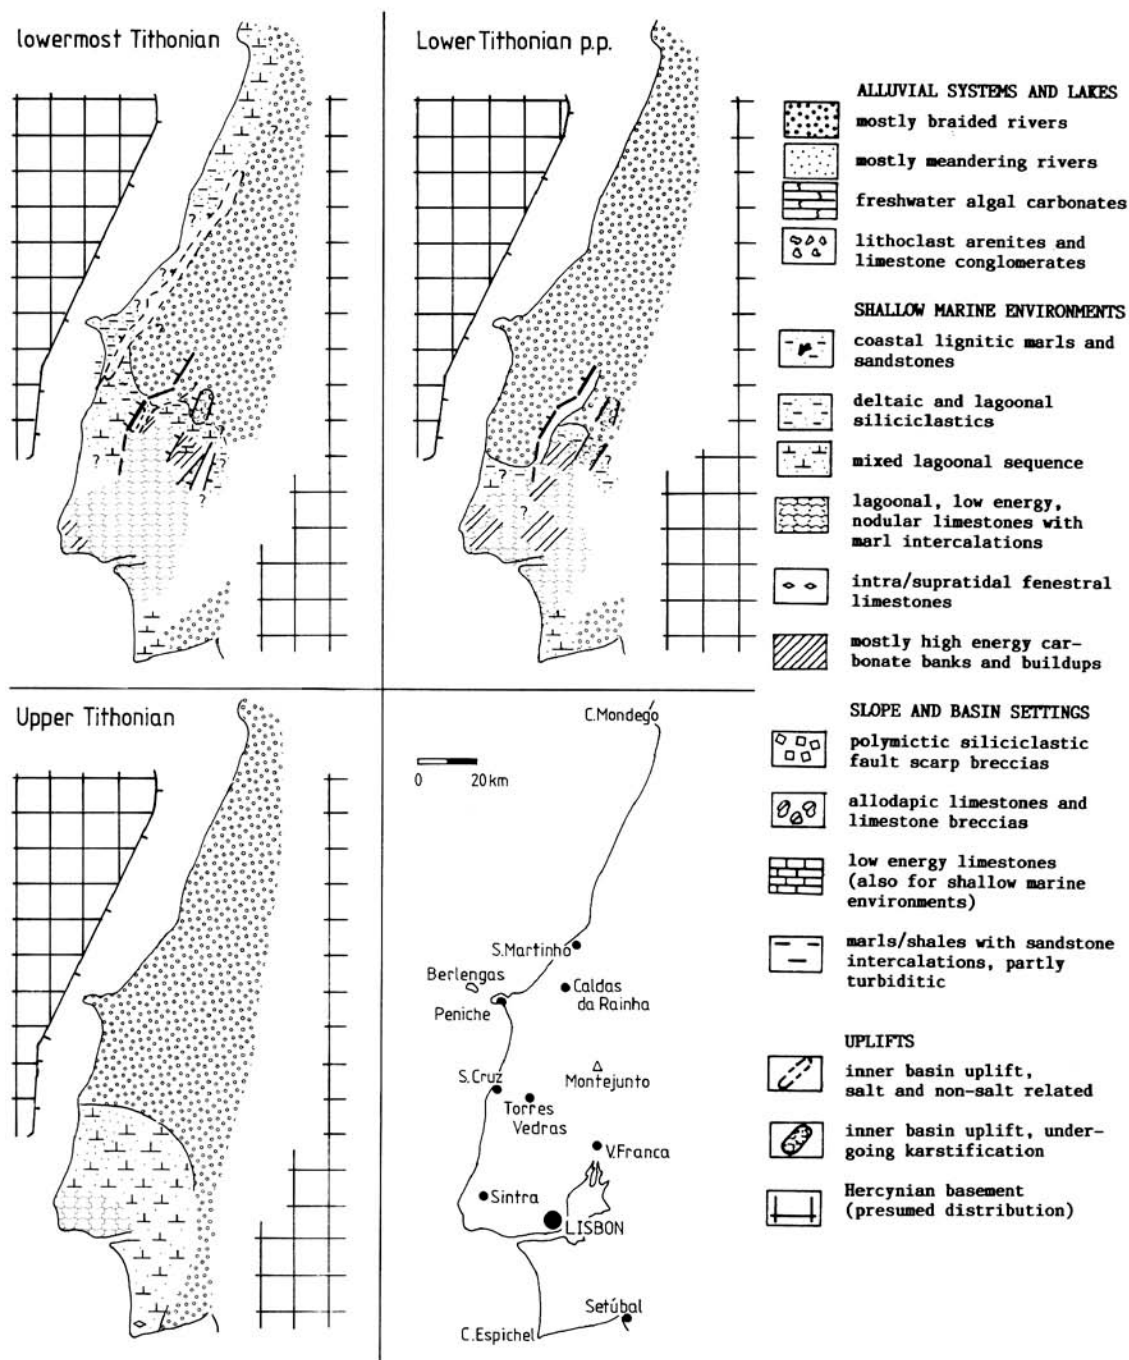 lowermost Tithonian
Lower Tithonian p.p.
?
?
?
?
?
?
?
?
?
?
?
?
Upper Tithonian
C.Mondego
0 20 km
S.Martinho
Berlengas
Peniche
Caldas
da Rainha
Montejunto
S.Cruz
Torres
Vedras
V.Franca
Sintra
LISBON
Setúbal
C.Espichel
ALLUVIAL SYSTEMS AND LAKES
mostly braided rivers
mostly meandering rivers
freshwater algal carbonates
lithoclast arenites and
limestone conglomerates
SHALLOW MARINE ENVIRONMENTS
coastal lignitic marls and
sandstones
deltaic and lagoonal
siliciclastics
mixed lagoonal sequence
lagoonal, low energy,
nodular limestones with
marl intercalations
intra/supratidal fenestral
limestones
mostly high energy car-
bonate banks and buildups
SLOPE AND BASIN SETTINGS
polymictic siliciclastic
fault scarp breccias
allodapic limestones and
limestone breccias
low energy limestones
(also for shallow marine
environments)
marls/shales with sandstone
intercalations, partly
turbiditic
UPLIFTS
inner basin uplift,
salt and non-salt related
inner basin uplift, under-
going karstification
Hercynian basement
(presumed distribution)